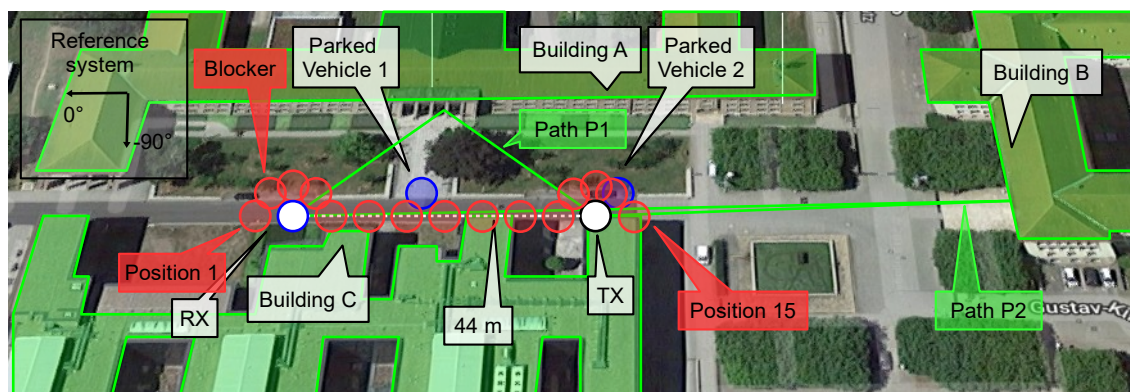 Reference
system
0°
-90°
Blocker
Parked
Vehicle 1
Building A
Parked
Vehicle 2
Building B
Path P1
Position 1
RX
Building C
44 m
TX
Position 15
Path P2